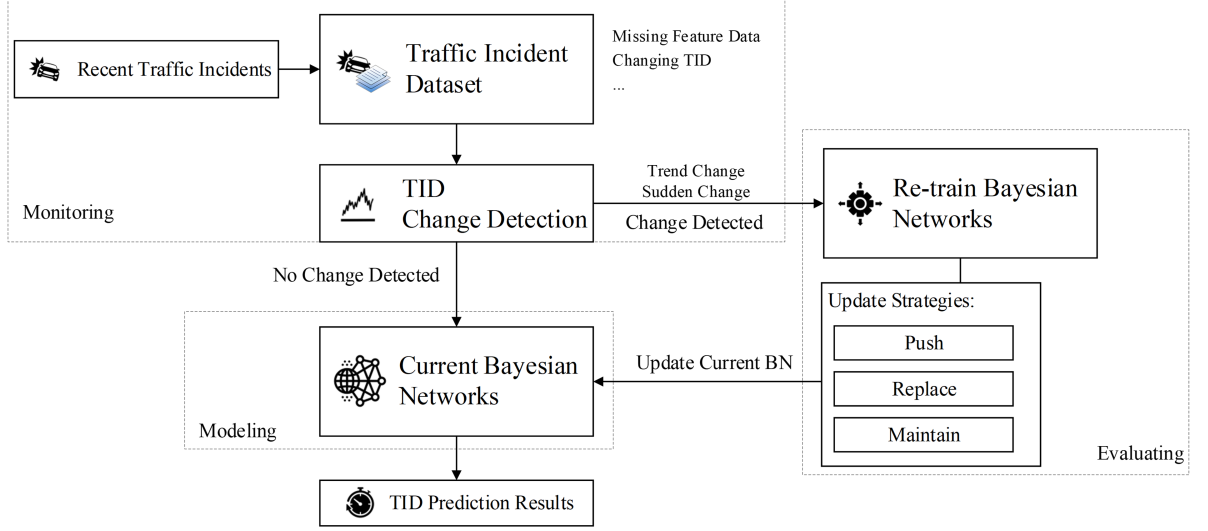 Recent Traffic Incidents
Traffic Incident
Dataset
Missing Feature Data
Changing TID
...
Monitoring
TID
Change Detection
Trend Change
Sudden Change
Change Detected
Re-train Bayesian
Networks
No Change Detected
Update Strategies:
Push
Replace
Maintain
Evaluating
Update Current BN
Current Bayesian
Networks
Modeling
TID Prediction Results